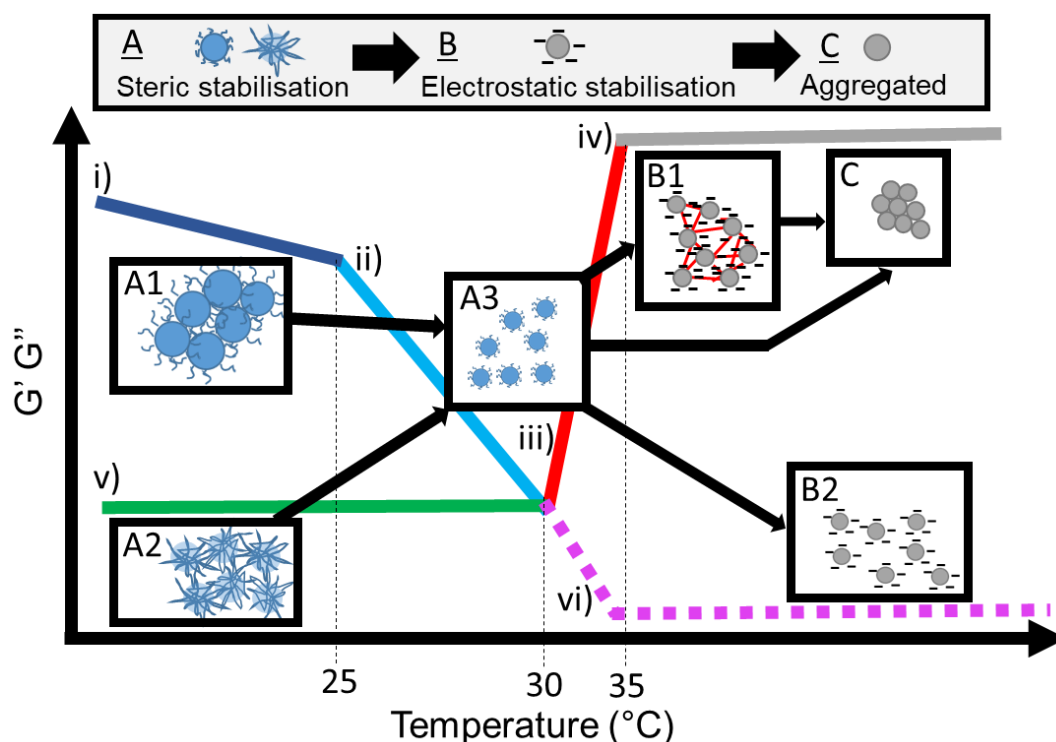 A
B
C
Steric stabilisation
Electrostatic stabilisation
Aggregated
G' G"
i)
ii)
iii)
iv)
v)
vi)
A1
A2
A3
B1
C
B2
25
30
35
Temperature (°C)